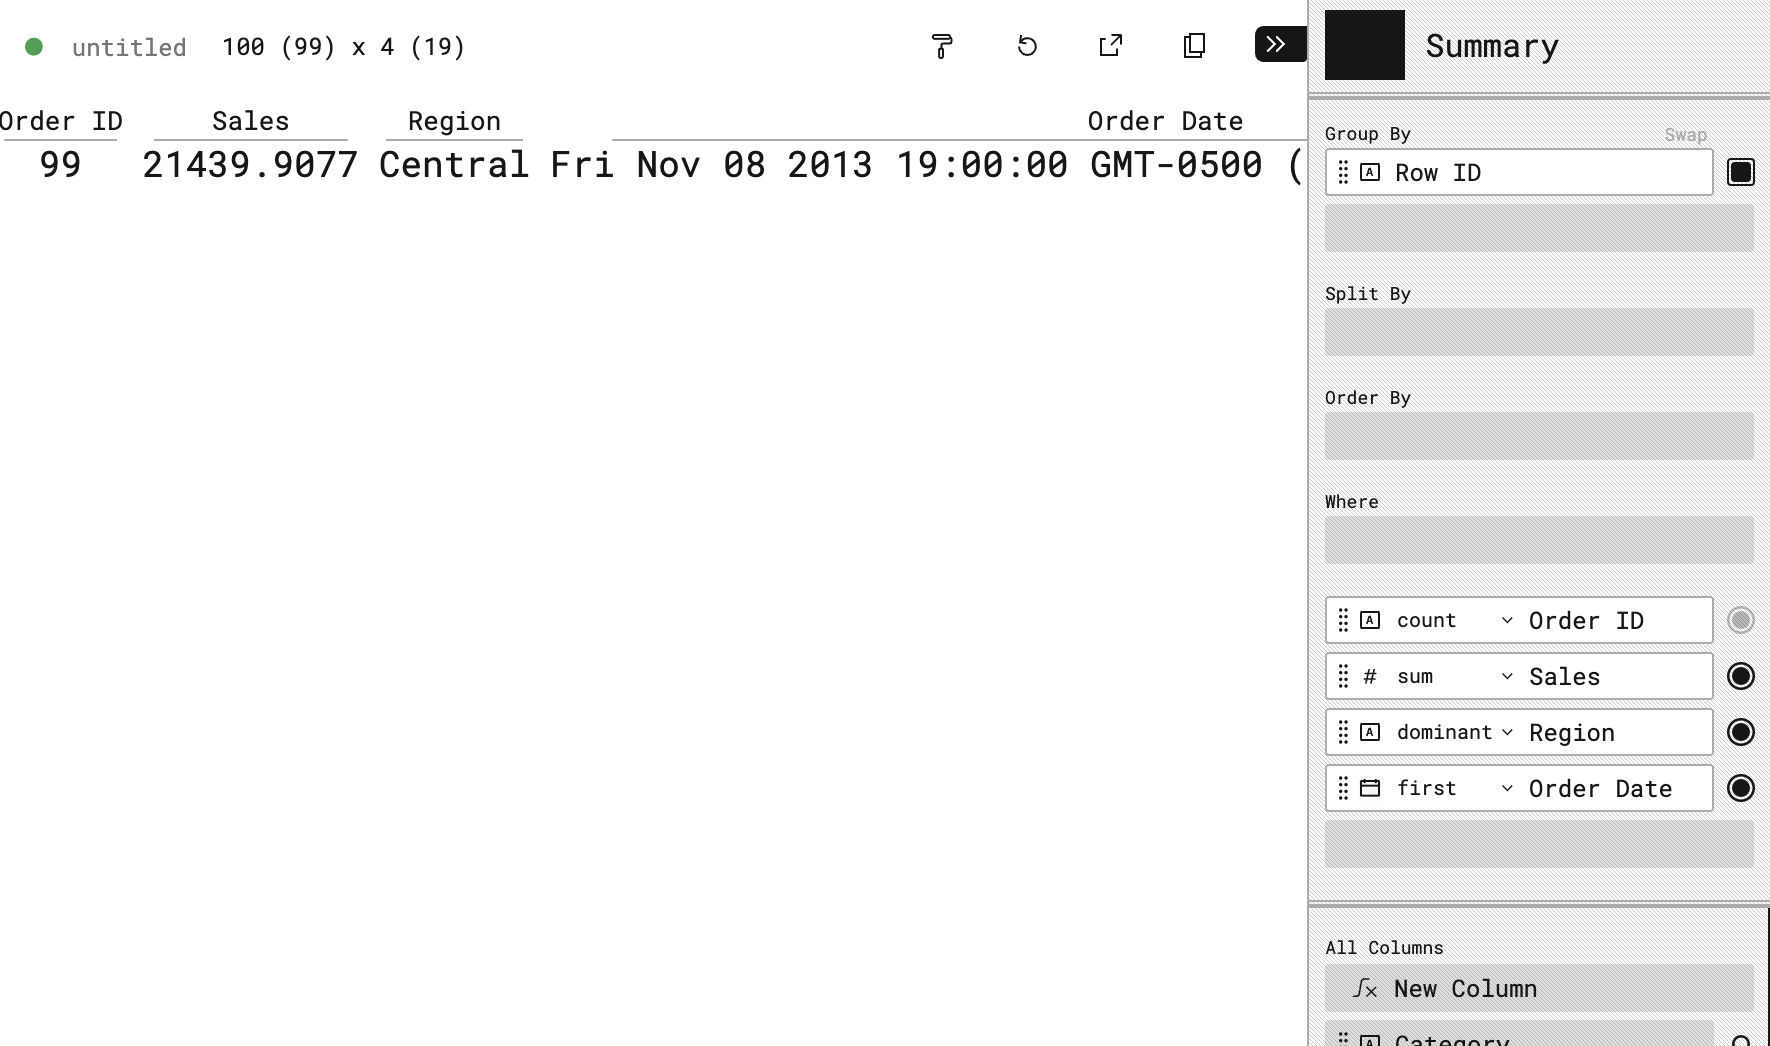 untitled 100 (99) x 4 (19)
Order ID Sales Region Order Date
99 21439.9077 Central Fri Nov 08 2013 19:00:00 GMT-0500 (
Summary
Group By Swap
A Row ID
Split By
Order By
Where
A count Order ID
# sum Sales
A dominant Region
first Order Date
All Columns
New Column
A Category